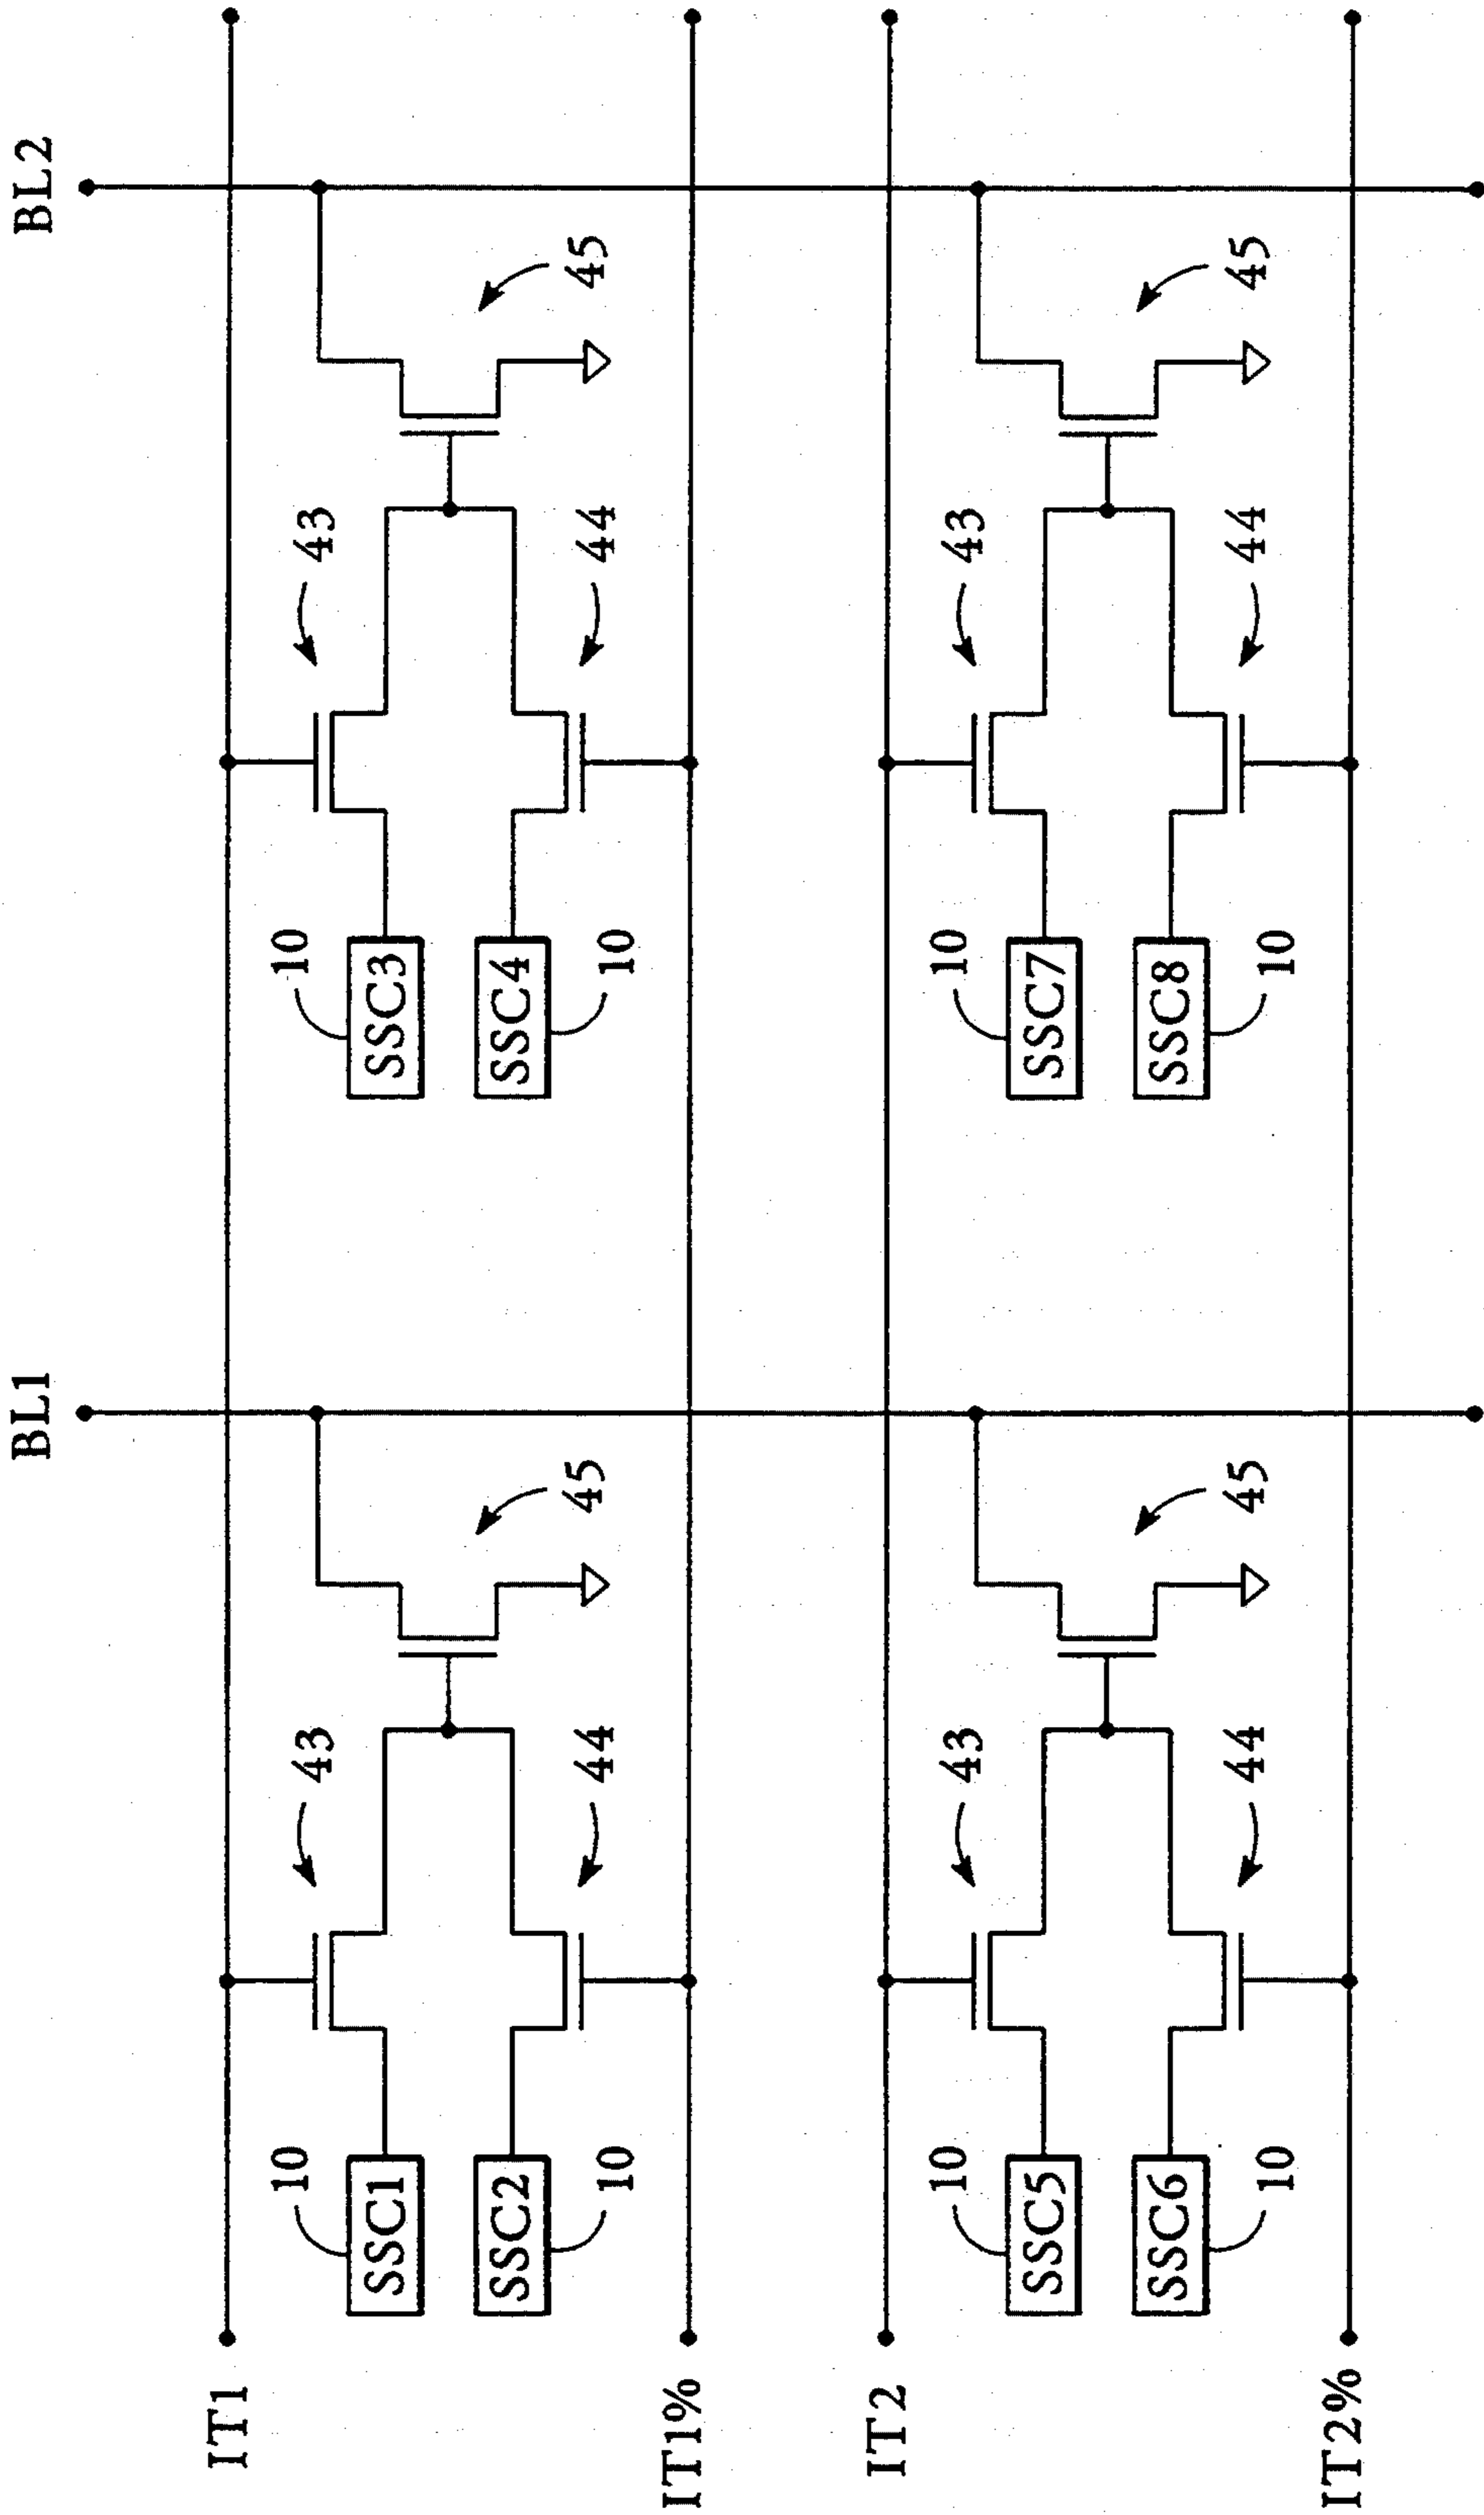 BL1 BL2
IT1
10 43 10 43
SSC1 SSC3
SSC2 SSC4
10 44 45 10 44 45
IT1%
IT2
10 43 10 43
SSC5 SSC7
SSC6 SSC8
10 44 45 10 44 45
IT2%